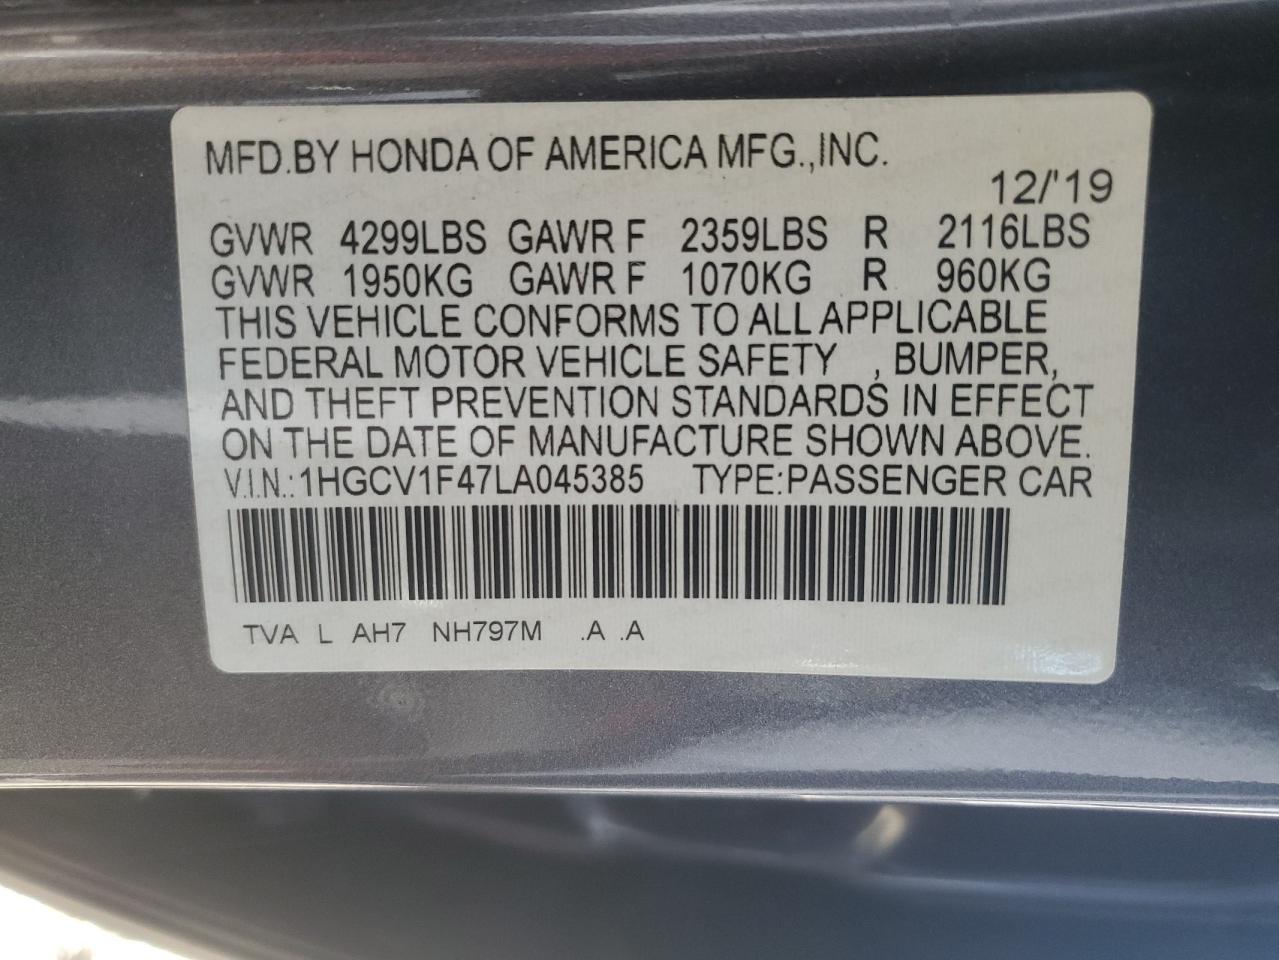 MFD.BY HONDA OF AMERICA MFG.,INC.
12/'19
GVWR 4299LBS GAWR F 2359LBS R 2116LBS
GVWR 1950KG GAWR F 1070KG R 960KG
THIS VEHICLE CONFORMS TO ALL APPLICABLE
FEDERAL MOTOR VEHICLE SAFETY , BUMPER,
AND THEFT PREVENTION STANDARDS IN EFFECT
ON THE DATE OF MANUFACTURE SHOWN ABOVE.
V.I.N.:1HGCV1F47LA045385 TYPE:PASSENGER CAR
TVA L AH7 NH797M .A .A